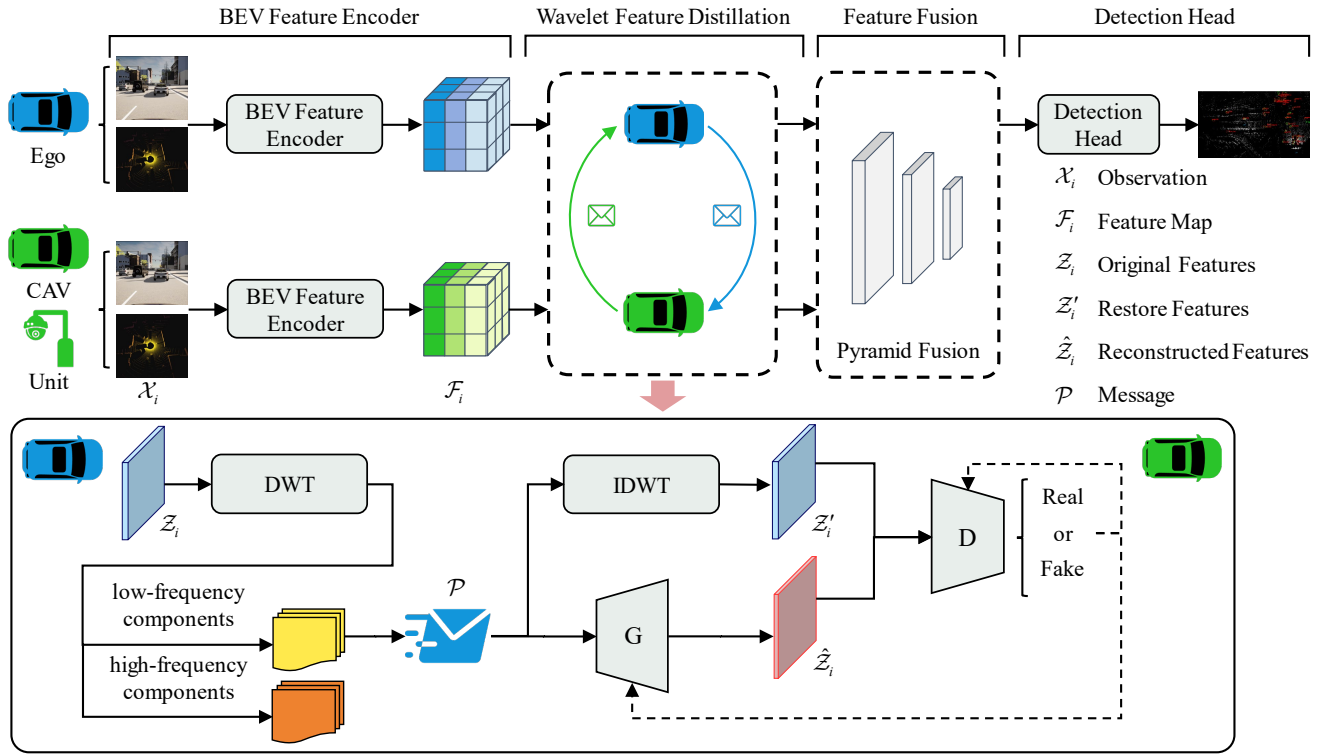 BEV Feature Encoder
Wavelet Feature Distillation
Feature Fusion
Detection Head
Ego
BEV Feature
Encoder
Detection
Head
CAV
Unit
BEV Feature
Encoder
Pyramid Fusion
𝒳ᵢ
ℱᵢ
𝒳ᵢ Observation
ℱᵢ Feature Map
𝒵ᵢ Original Features
𝒵ᵢ′ Restore Features
𝒵̂ᵢ Reconstructed Features
𝒫 Message
DWT
𝒵ᵢ
IDWT
𝒵ᵢ′
D
Real
or
Fake
low-frequency
components
high-frequency
components
𝒫
G
𝒵̂ᵢ